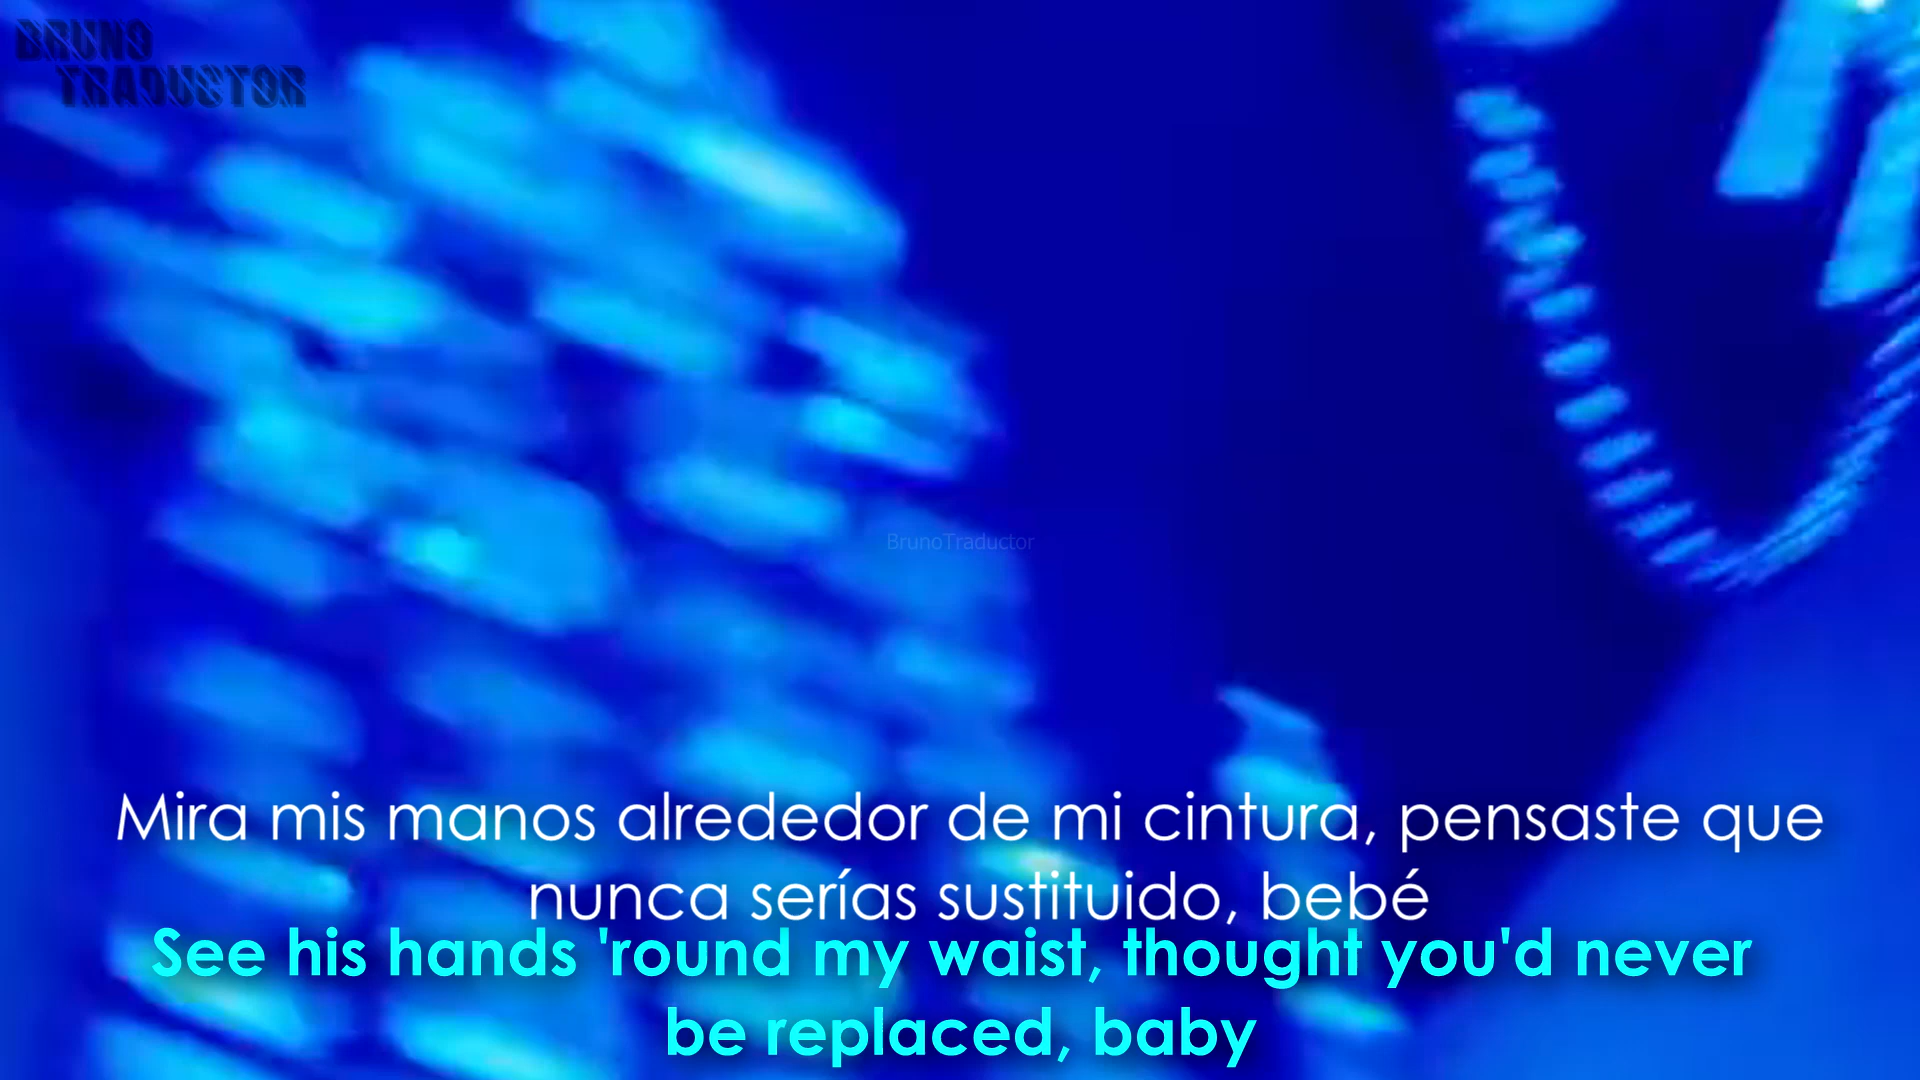 BRUNO
TRADUCTOR
BrunoTraductor
Mira mis manos alrededor de mi cintura, pensaste que
nunca serías sustituido, bebé
See his hands 'round my waist, thought you'd never
be replaced, baby